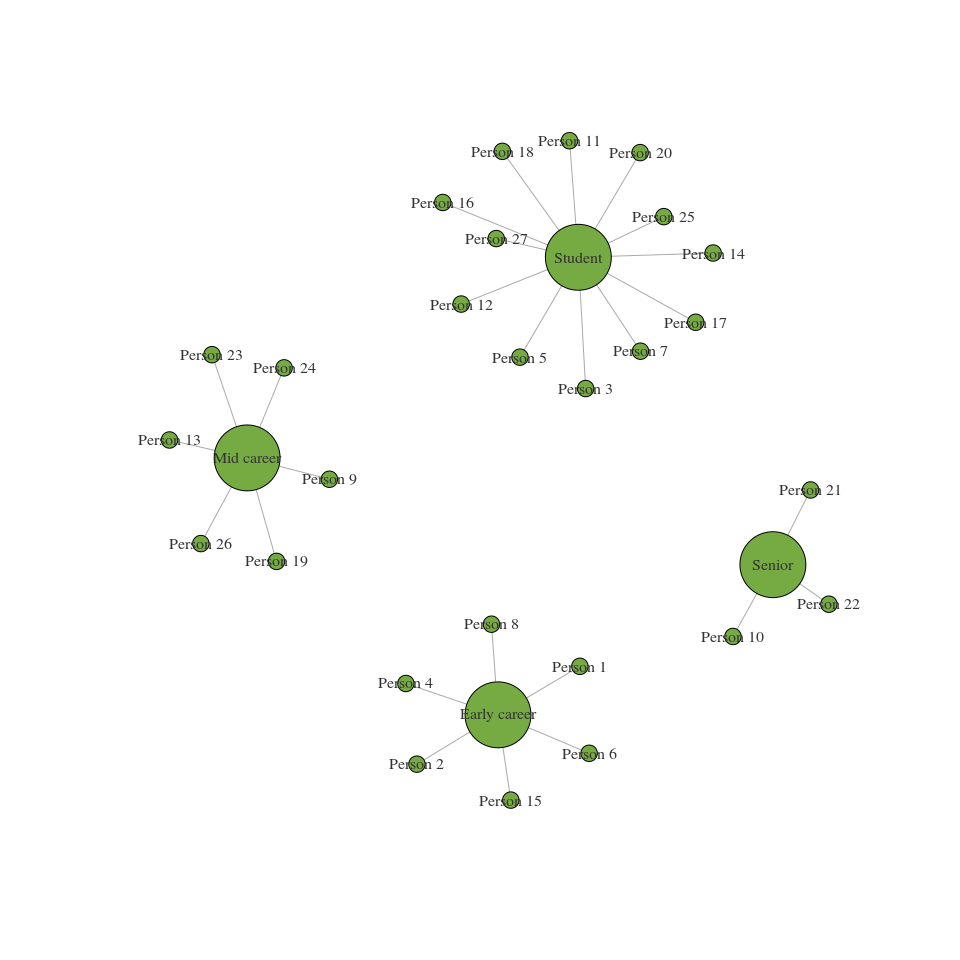 Person 11
Person 18
Person 20
Person 16
Person 25
Person 27
Person 14
Student
Person 12
Person 17
Person 7
Person 5
Person 3
Person 23
Person 24
Person 13
Mid career
Person 9
Person 26
Person 19
Person 21
Senior
Person 22
Person 10
Person 8
Person 1
Person 4
Early career
Person 6
Person 2
Person 15